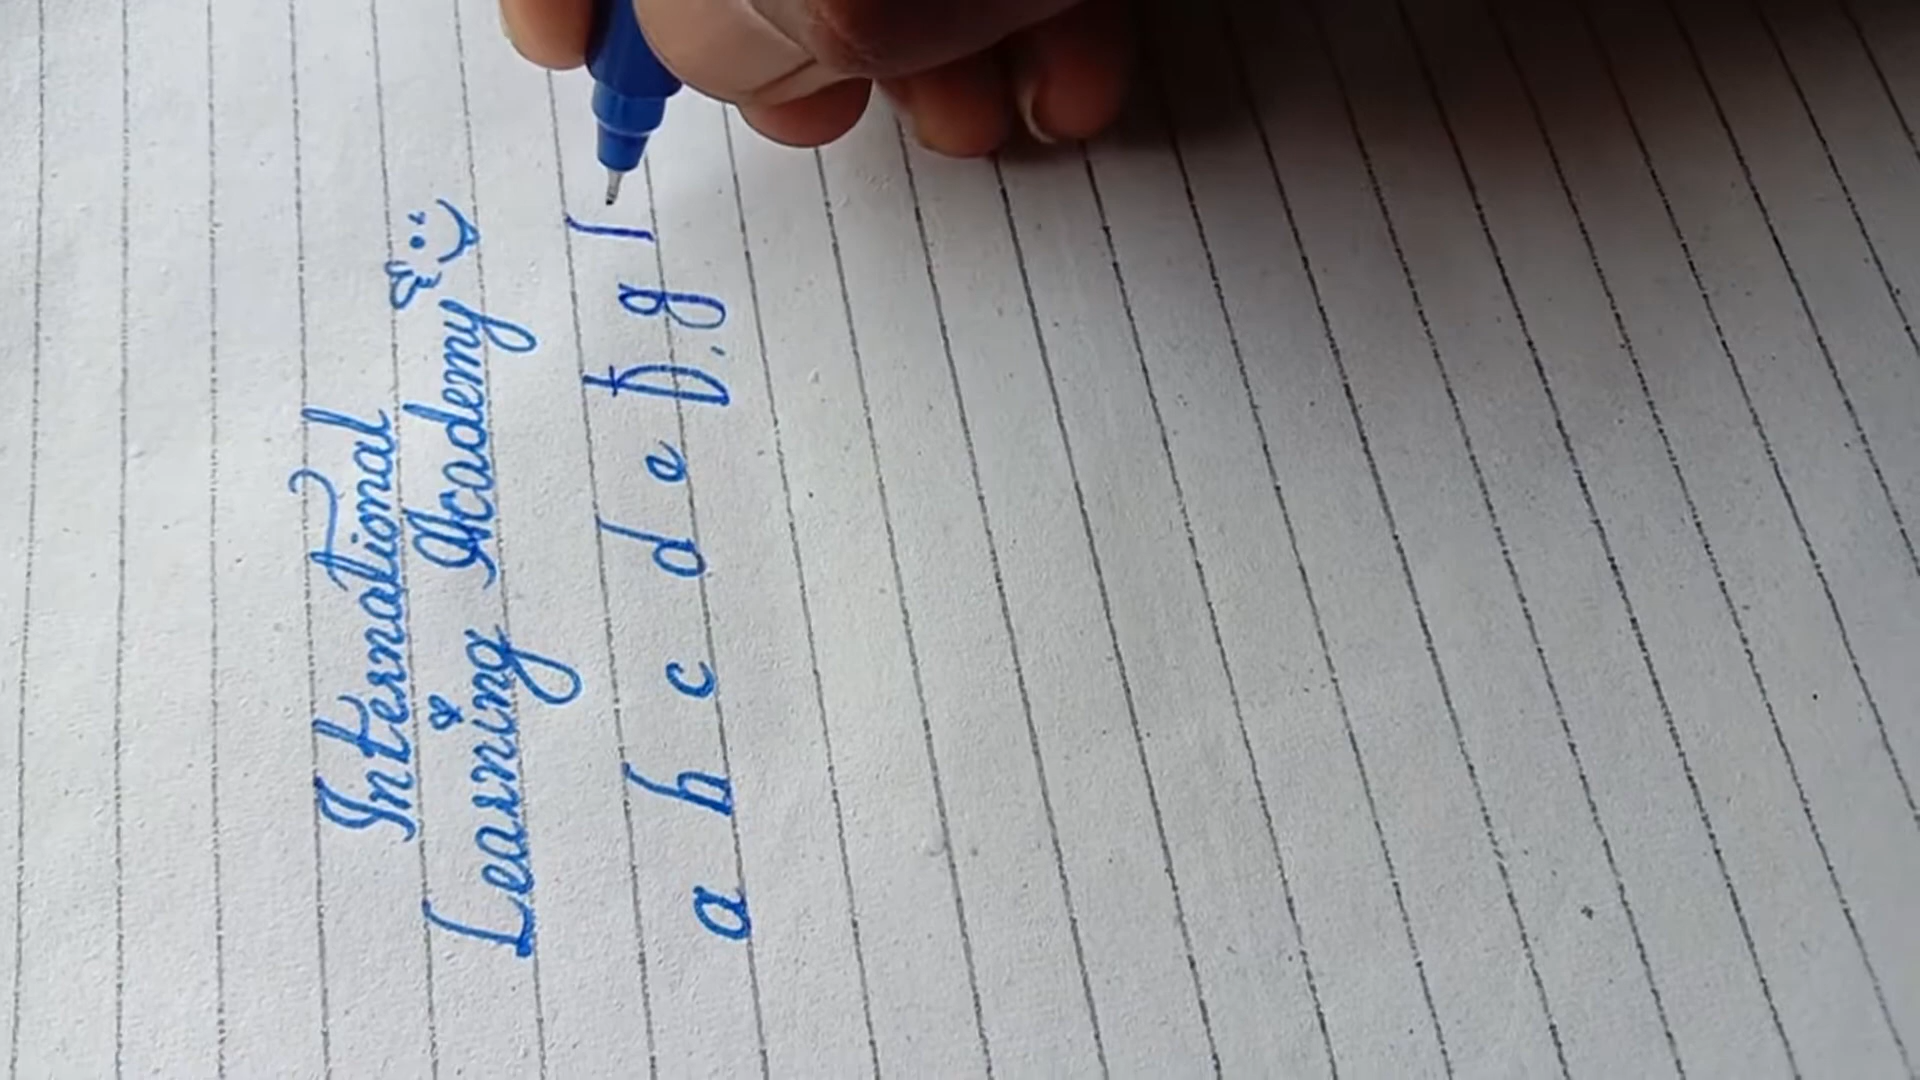 International
Learning Academy
a b c d e f, g l